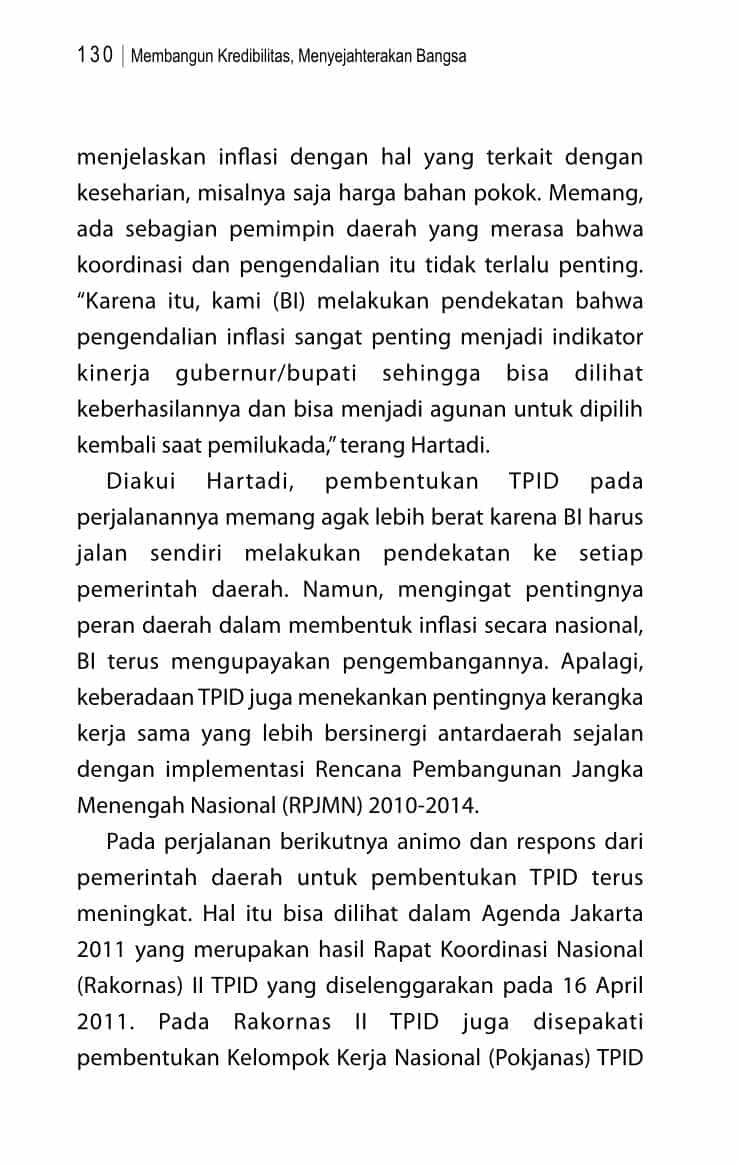 130 | Membangun Kredibilitas, Menyejahterakan Bangsa
menjelaskan inflasi dengan hal yang terkait dengan
keseharian, misalnya saja harga bahan pokok. Memang,
ada sebagian pemimpin daerah yang merasa bahwa
koordinasi dan pengendalian itu tidak terlalu penting.
“Karena itu, kami (BI) melakukan pendekatan bahwa
pengendalian inflasi sangat penting menjadi indikator
kinerja gubernur/bupati sehingga bisa dilihat
keberhasilannya dan bisa menjadi agunan untuk dipilih
kembali saat pemilukada,” terang Hartadi.
Diakui Hartadi, pembentukan TPID pada
perjalanannya memang agak lebih berat karena BI harus
jalan sendiri melakukan pendekatan ke setiap
pemerintah daerah. Namun, mengingat pentingnya
peran daerah dalam membentuk inflasi secara nasional,
BI terus mengupayakan pengembangannya. Apalagi,
keberadaan TPID juga menekankan pentingnya kerangka
kerja sama yang lebih bersinergi antardaerah sejalan
dengan implementasi Rencana Pembangunan Jangka
Menengah Nasional (RPJMN) 2010-2014.
Pada perjalanan berikutnya animo dan respons dari
pemerintah daerah untuk pembentukan TPID terus
meningkat. Hal itu bisa dilihat dalam Agenda Jakarta
2011 yang merupakan hasil Rapat Koordinasi Nasional
(Rakornas) II TPID yang diselenggarakan pada 16 April
2011. Pada Rakornas II TPID juga disepakati
pembentukan Kelompok Kerja Nasional (Pokjanas) TPID